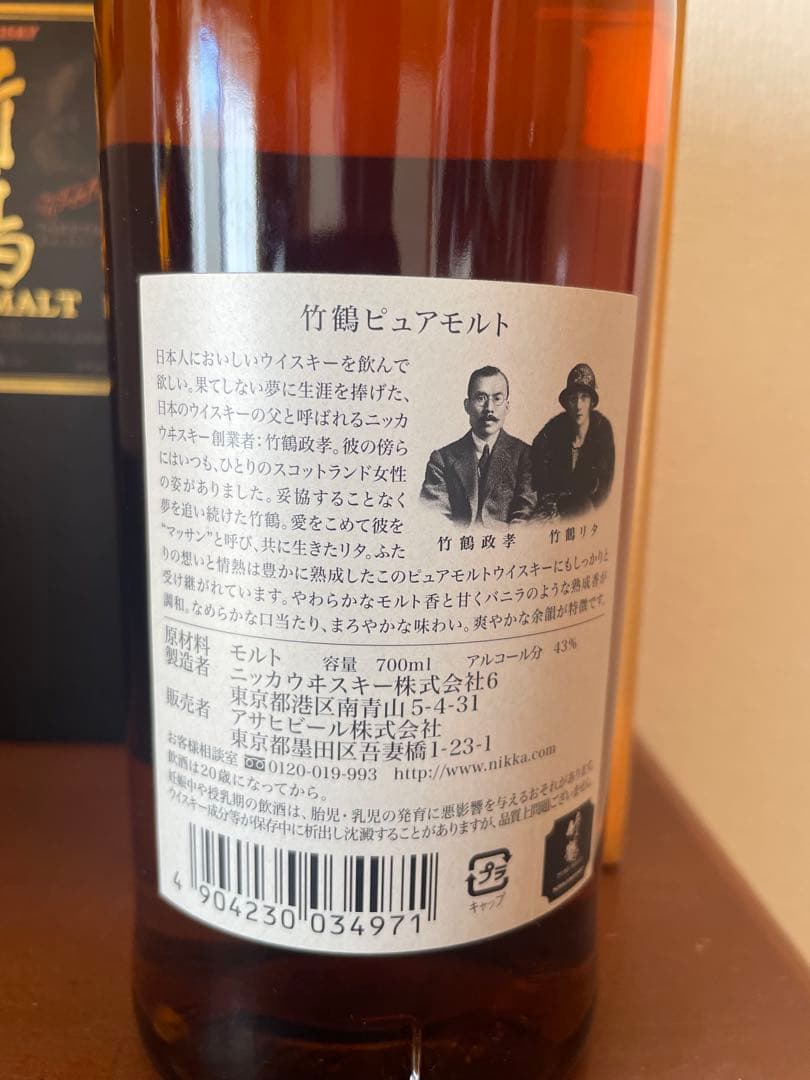 鶴
MALT
竹鶴ピュアモルト
日本人においしいウイスキーを飲んで
欲しい。果てしない夢に生涯を捧げた、
日本のウイスキーの父と呼ばれるニッカ
ウヰスキー創業者：竹鶴政孝。彼の傍ら
にはいつも、ひとりのスコットランド女性
の姿がありました。妥協することなく
夢を追い続けた竹鶴。愛をこめて彼を
“マッサン”と呼び、共に生きたリタ。ふた
りの想いと情熱は豊かに熟成したこのピュアモルトウイスキーにもしっかりと
受け継がれています。やわらかなモルト香と甘くバニラのような熟成香が
調和。なめらかな口当たり、まろやかな味わい。爽やかな余韻が特徴です。
竹鶴政孝
竹鶴リタ
原材料 モルト 容量 700ml アルコール分 43%
製造者 ニッカウヰスキー株式会社6
東京都港区南青山5-4-31
販売者 アサヒビール株式会社
東京都墨田区吾妻橋1-23-1
お客様相談室 0120-019-993 http://www.nikka.com
飲酒は20歳になってから。
妊娠中や授乳期の飲酒は、胎児・乳児の発育に悪影響を与えるおそれがあります。
ウイスキー成分等が保存中に析出し沈澱することがありますが、品質上問題ございません。
4 904230 034971
プラ
キャップ
竹鶴